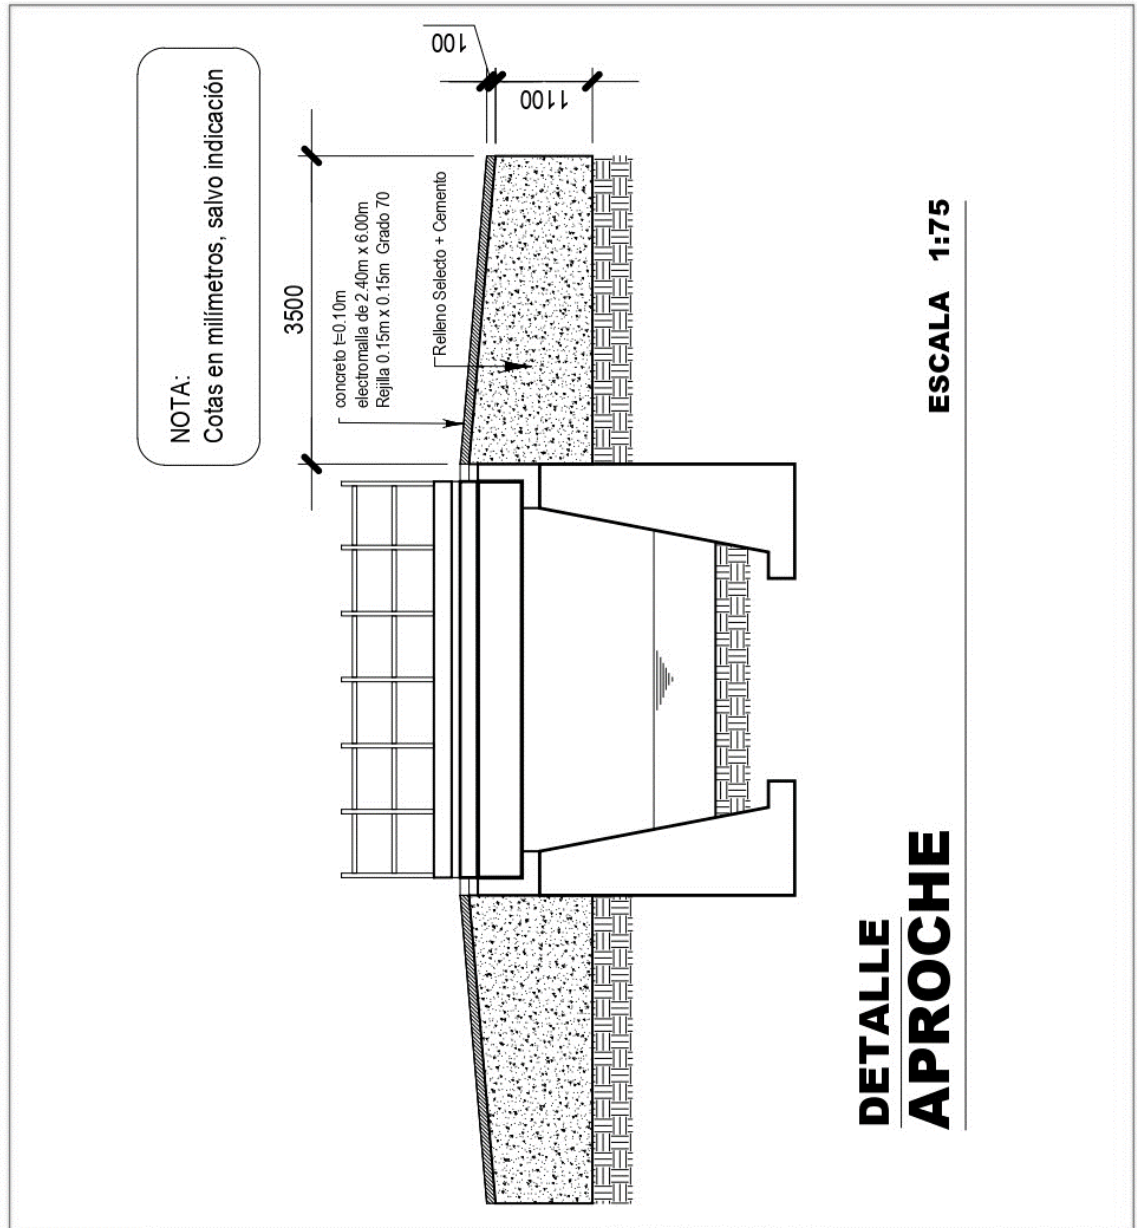 NOTA:
Cotas en milímetros, salvo indicación
3500
concreto t=0.10m
electromalla de 2.40m x 6.00m
Rejilla 0.15m x 0.15m Grado 70
Relleno Selecto + Cemento
100
1100
DETALLE
APROCHE
ESCALA 1:75